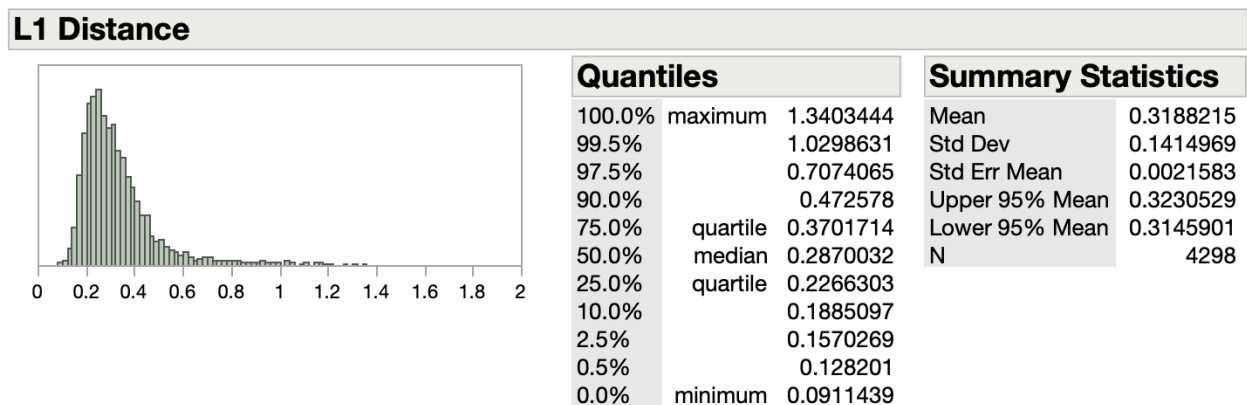 L1 Distance
0 0.2 0.4 0.6 0.8 1 1.2 1.4 1.6 1.8 2
Quantiles
100.0% maximum 1.3403444
99.5% 1.0298631
97.5% 0.7074065
90.0% 0.472578
75.0% quartile 0.3701714
50.0% median 0.2870032
25.0% quartile 0.2266303
10.0% 0.1885097
2.5% 0.1570269
0.5% 0.128201
0.0% minimum 0.0911439
Summary Statistics
Mean 0.3188215
Std Dev 0.1414969
Std Err Mean 0.0021583
Upper 95% Mean 0.3230529
Lower 95% Mean 0.3145901
N 4298